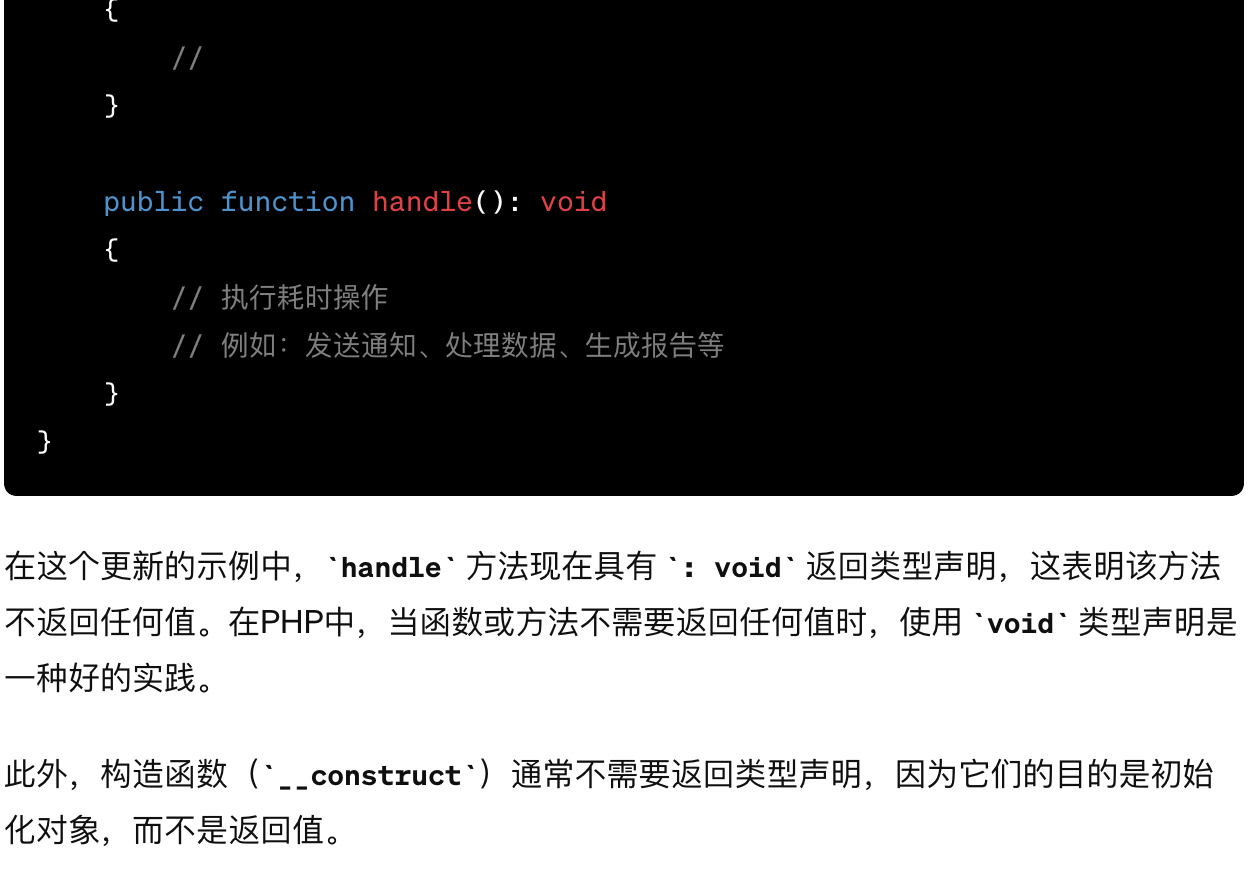 {
//
}
public function handle(): void
{
// 执行耗时操作
// 例如：发送通知、处理数据、生成报告等
}
}
在这个更新的示例中，`handle` 方法现在具有 `: void` 返回类型声明，这表明该方法
不返回任何值。在PHP中，当函数或方法不需要返回任何值时，使用 `void` 类型声明是
一种好的实践。
此外，构造函数（`__construct`）通常不需要返回类型声明，因为它们的目的是初始
化对象，而不是返回值。